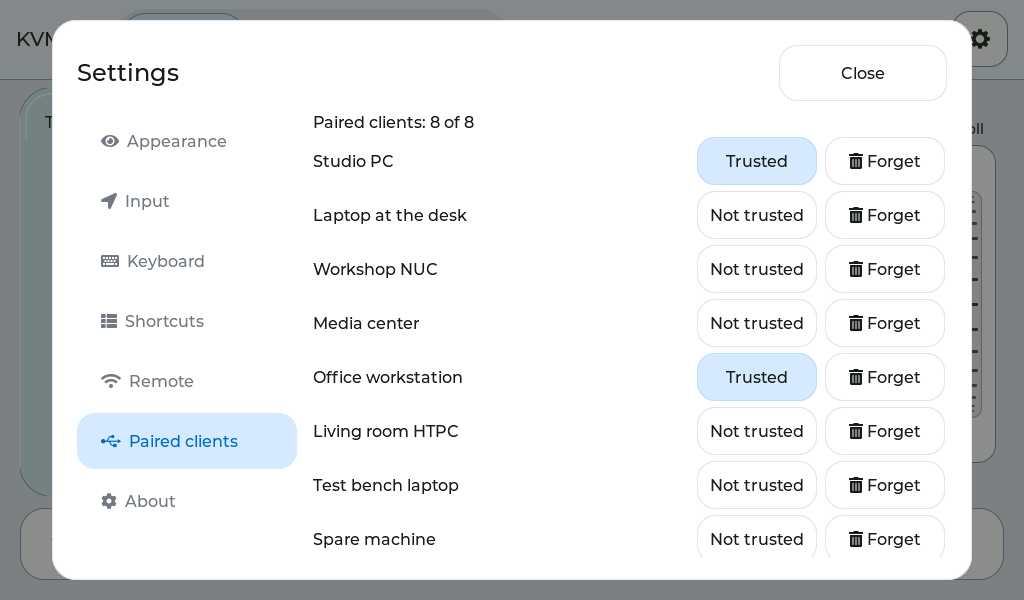 KVM
Settings
Close
Appearance
Input
Keyboard
Shortcuts
Remote
Paired clients
About
Paired clients: 8 of 8
Studio PC Trusted Forget
Laptop at the desk Not trusted Forget
Workshop NUC Not trusted Forget
Media center Not trusted Forget
Office workstation Trusted Forget
Living room HTPC Not trusted Forget
Test bench laptop Not trusted Forget
Spare machine Not trusted Forget